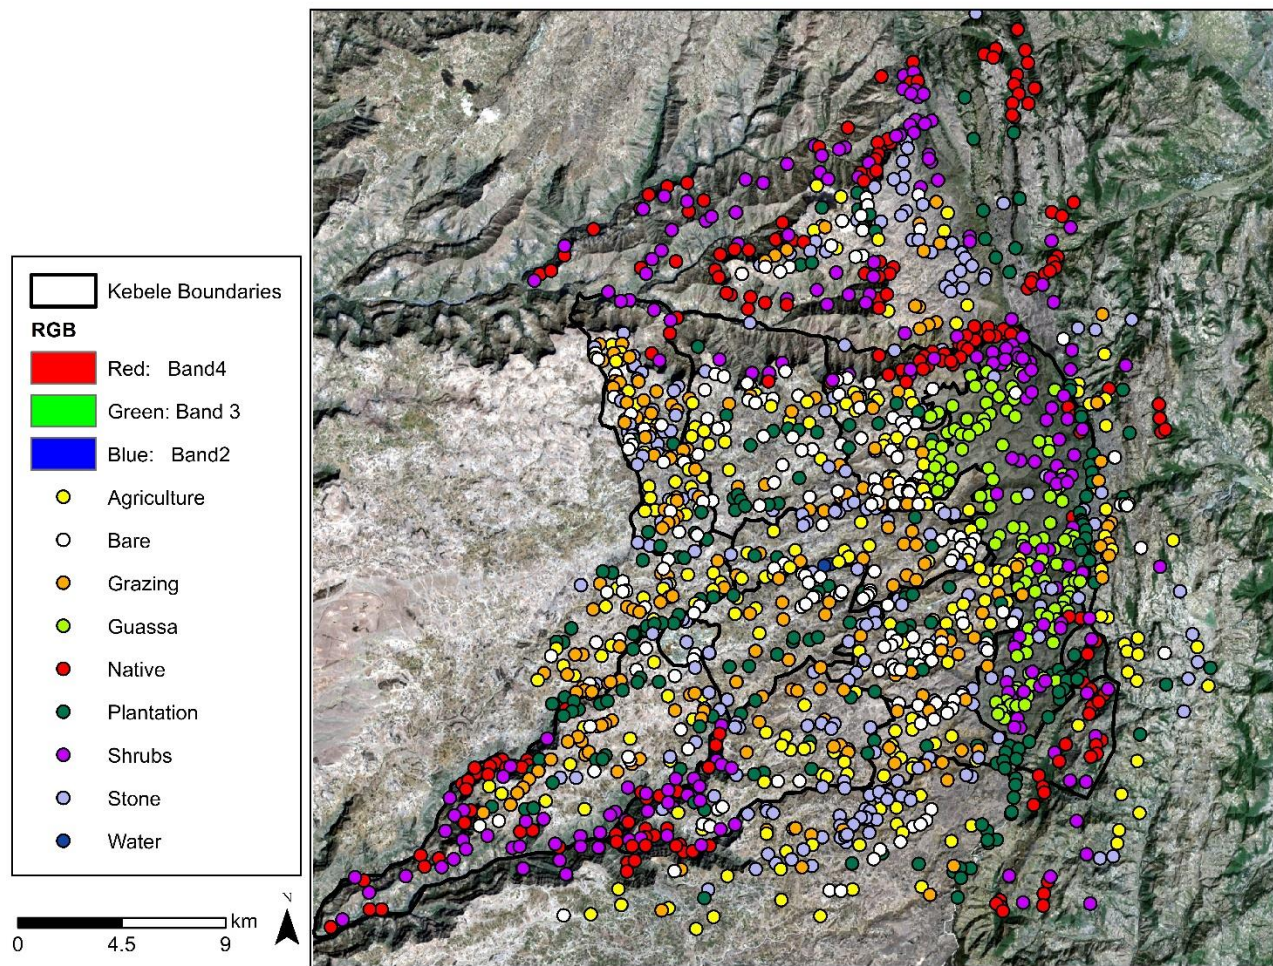 Kebele Boundaries
RGB
Red: Band4
Green: Band 3
Blue: Band2
Agriculture
Bare
Grazing
Guassa
Native
Plantation
Shrubs
Stone
Water
N
km
0 4.5 9